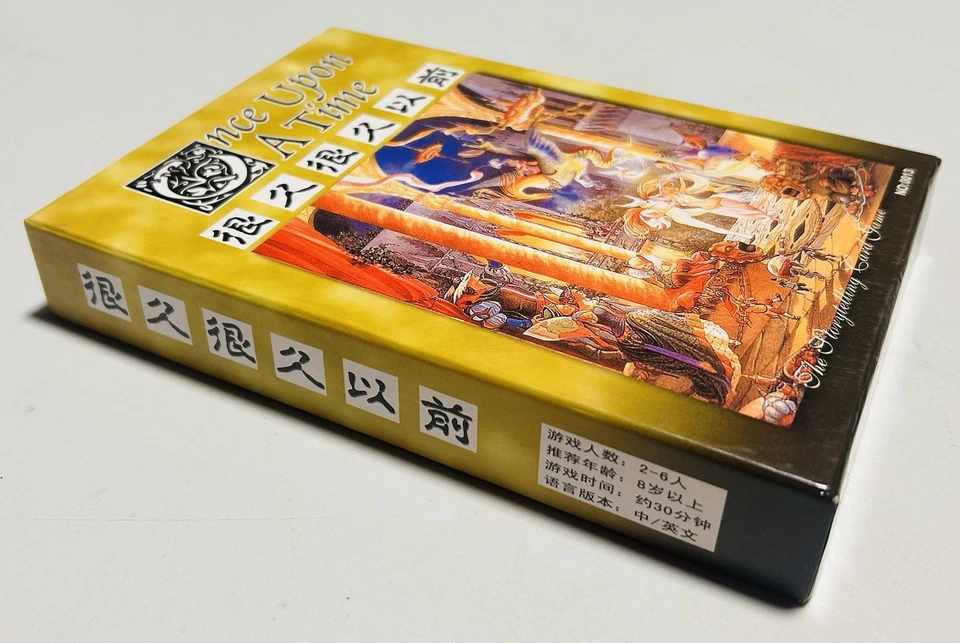 Once Upon
A Time
很久很久以前
The Storytelling Card Game
NO:1013
很久很久以前
游戏人数：2-6人
推荐年龄：8岁以上
游戏时间：约30分钟
语言版本：中/英文